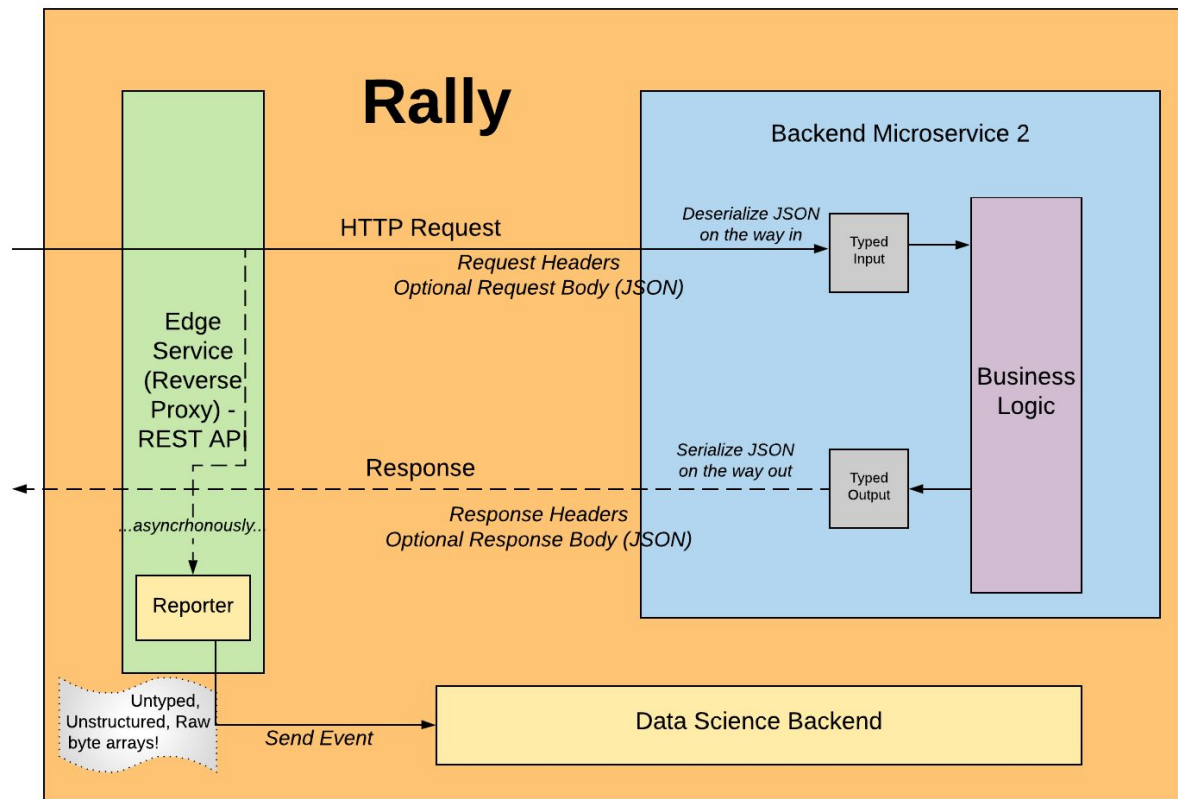 Rally
Backend Microservice 2
HTTP Request
Request Headers
Optional Request Body (JSON)
Deserialize JSON
on the way in
Typed
Input
Edge
Service
(Reverse
Proxy) -
REST API
Business
Logic
Response
Response Headers
Optional Response Body (JSON)
Serialize JSON
on the way out
Typed
Output
...asyncrhonously...
Reporter
Untyped,
Unstructured, Raw
byte arrays!
Send Event
Data Science Backend